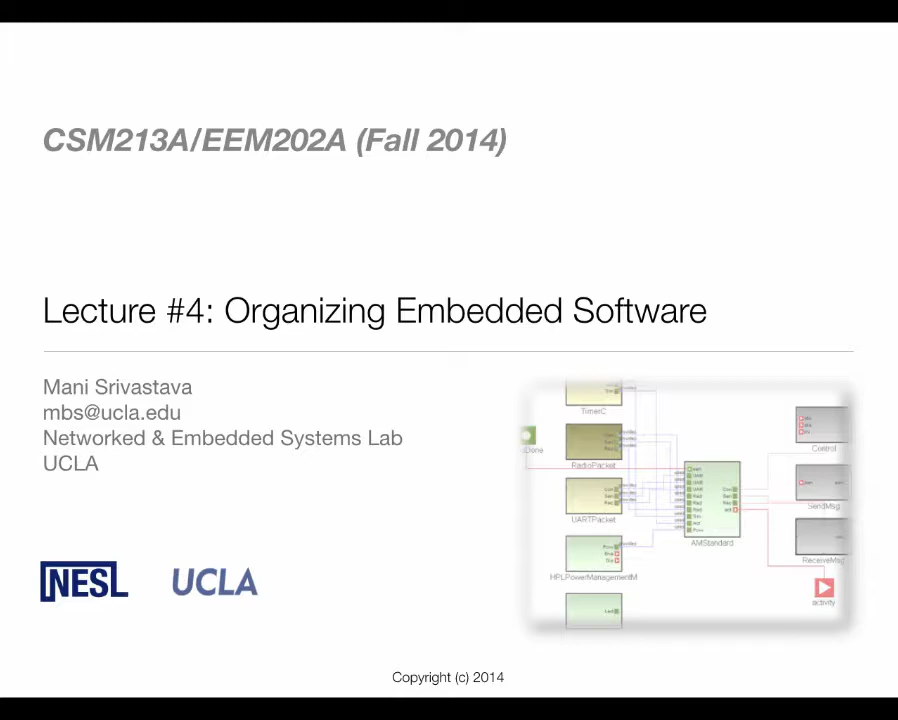 CSM213A/EEM202A (Fall 2014)
Lecture #4: Organizing Embedded Software
Mani Srivastava
mbs@ucla.edu
Networked & Embedded Systems Lab
UCLA
NESL
UCLA
TimerC
RadioPacket
UARTPacket
HPLPowerManagementM
AMStandard
Control
SendMsg
ReceiveMsg
activity
Copyright (c) 2014